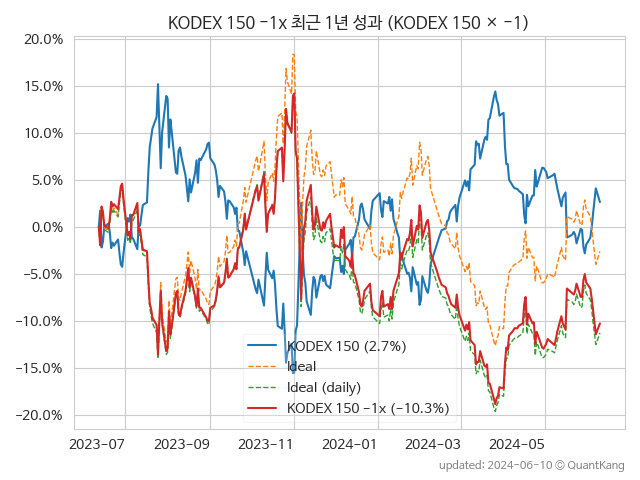 KODEX 150 −1x 최근 1년 성과 (KODEX 150 × −1)
20.0%
15.0%
10.0%
5.0%
0.0%
−5.0%
−10.0%
−15.0%
−20.0%
KODEX 150 (2.7%)
Ideal
Ideal (daily)
KODEX 150 −1x (−10.3%)
2023-07 2023-09 2023-11 2024-01 2024-03 2024-05
updated: 2024-06-10 © QuantKang